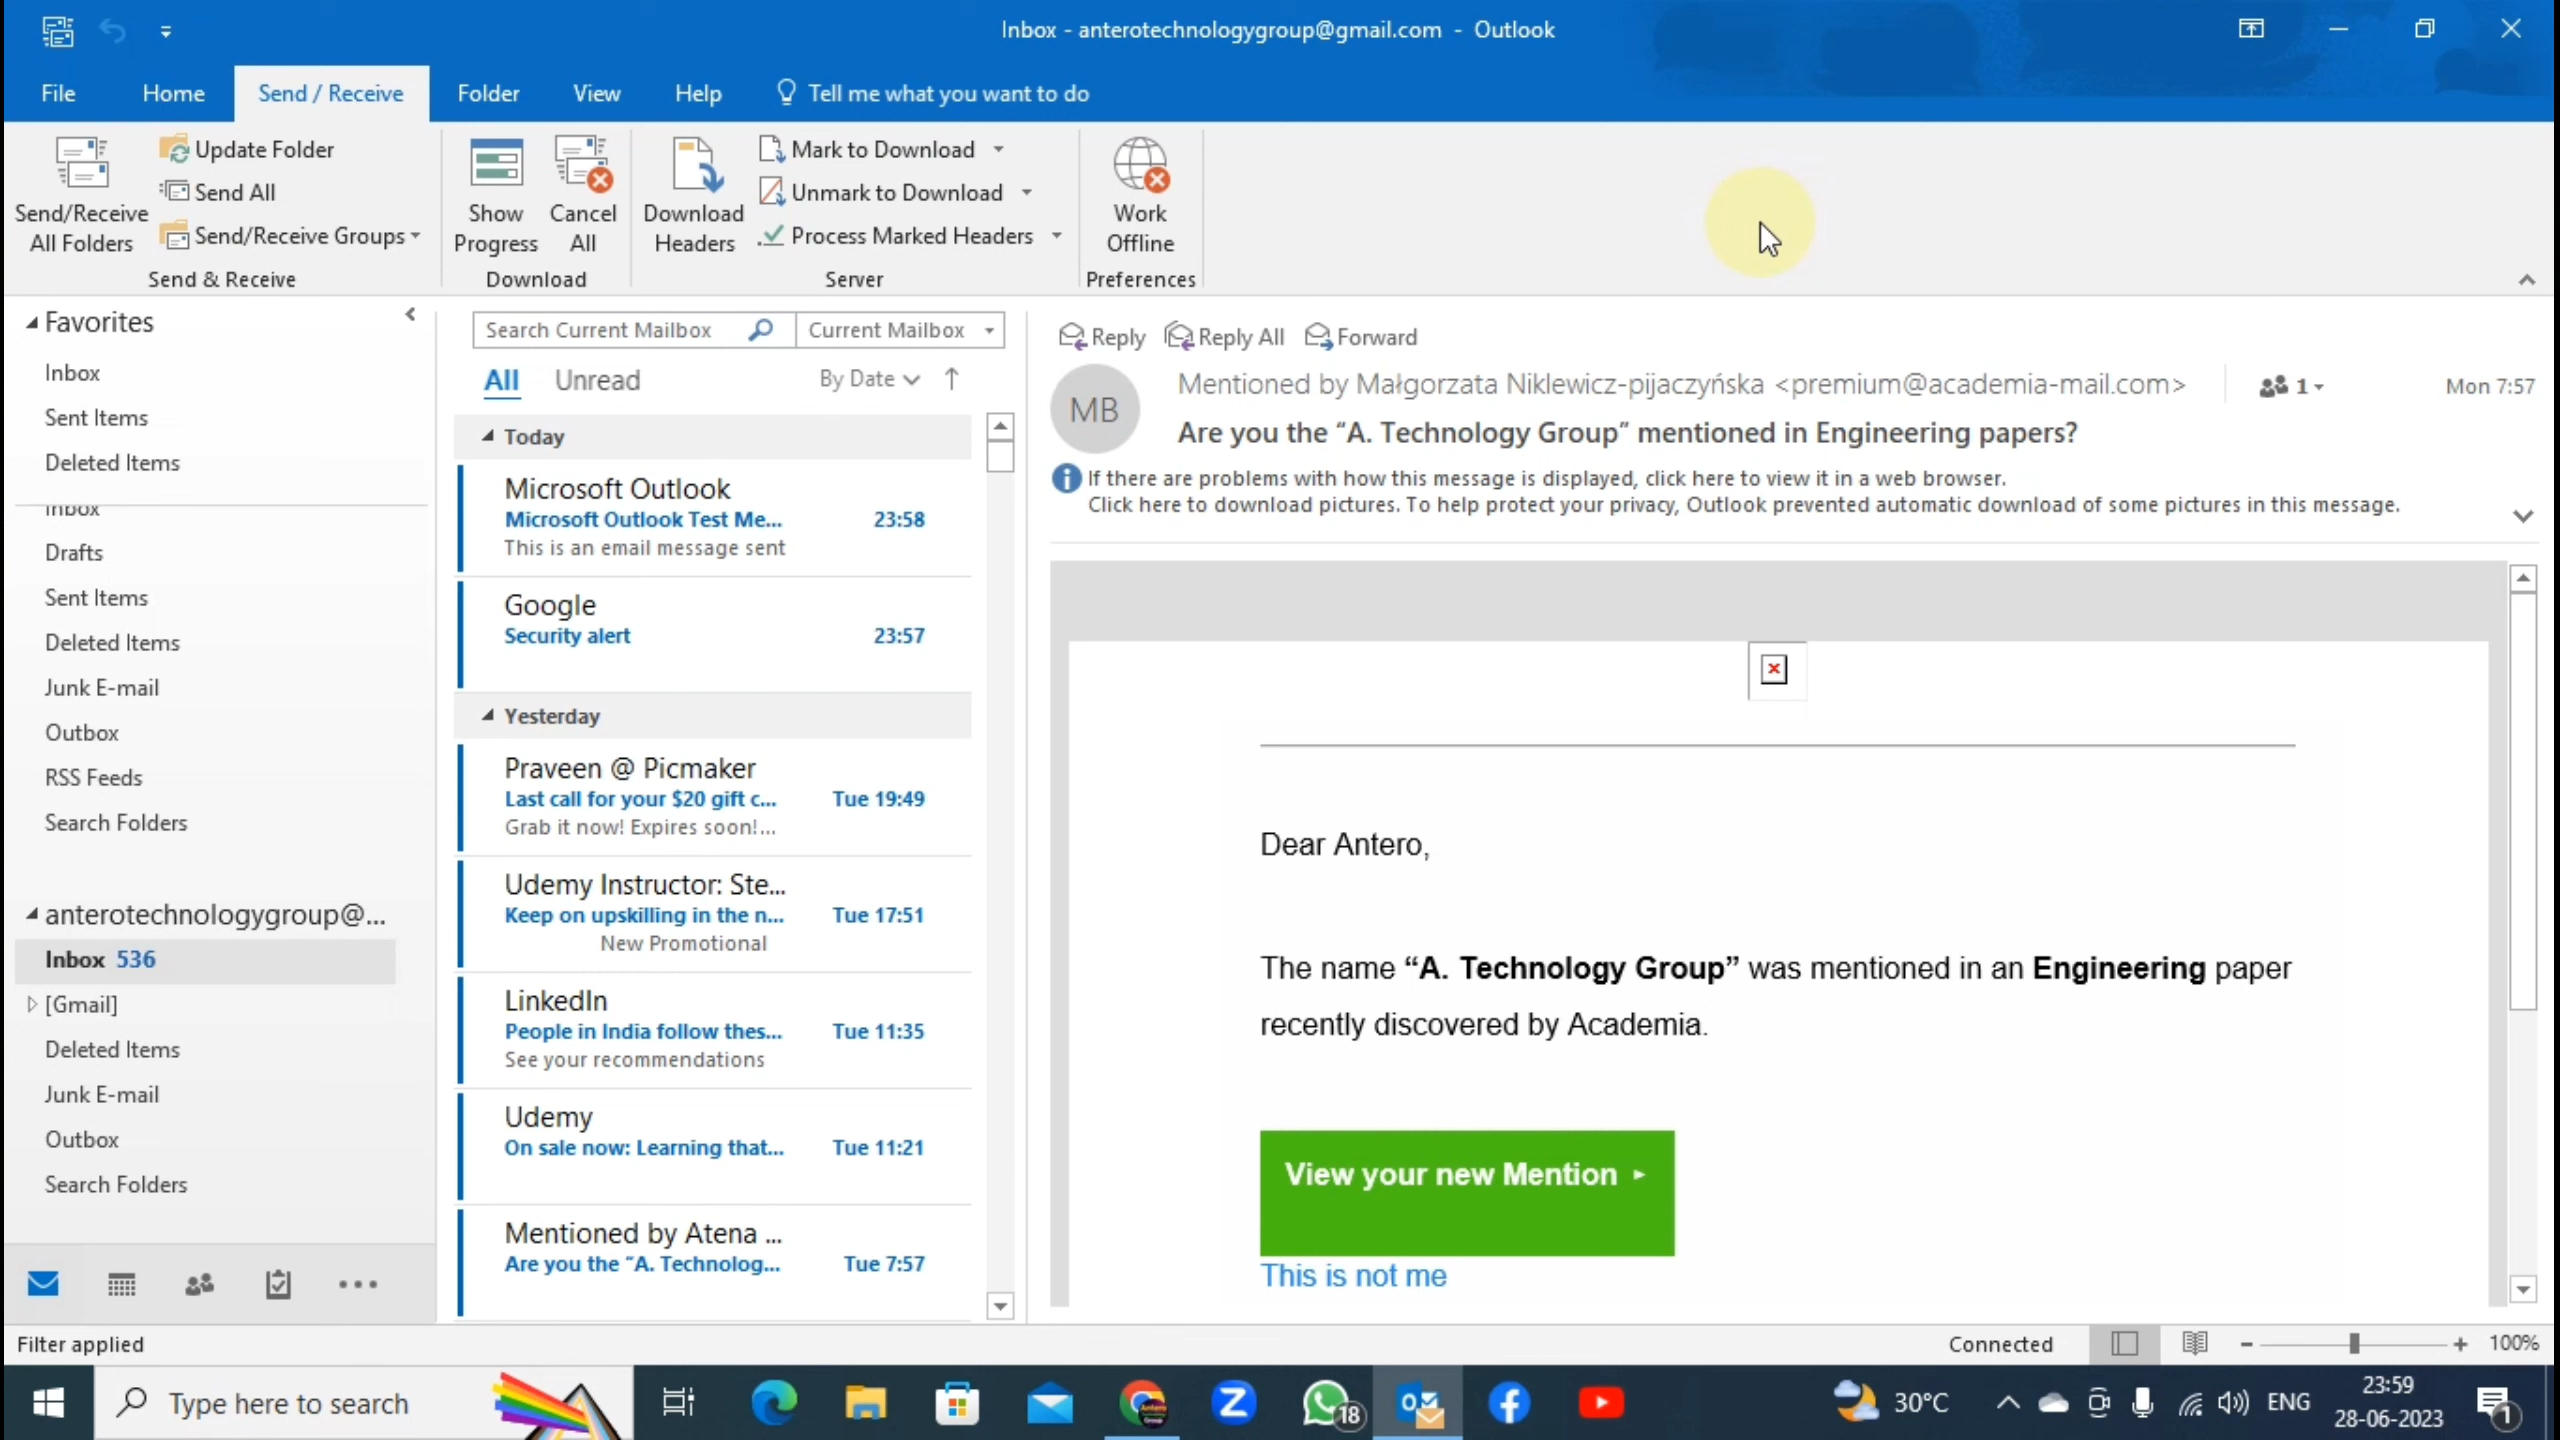 Inbox - anterotechnologygroup@gmail.com - Outlook
File Home Send / Receive Folder View Help Tell me what you want to do
Send/Receive All Folders
Update Folder
Send All
Send/Receive Groups
Send & Receive
Show Progress
Cancel All
Download
Download Headers
Mark to Download
Unmark to Download
Process Marked Headers
Server
Work Offline
Preferences
Favorites
Inbox
Sent Items
Deleted Items
Inbox
Drafts
Sent Items
Deleted Items
Junk E-mail
Outbox
RSS Feeds
Search Folders
anterotechnologygroup@...
Inbox 536
[Gmail]
Deleted Items
Junk E-mail
Outbox
Search Folders
Search Current Mailbox Current Mailbox
All Unread By Date
Today
Microsoft Outlook
Microsoft Outlook Test Me... 23:58
This is an email message sent
Google
Security alert 23:57
Yesterday
Praveen @ Picmaker
Last call for your $20 gift c... Tue 19:49
Grab it now! Expires soon!...
Udemy Instructor: Ste...
Keep on upskilling in the n... Tue 17:51
New Promotional
LinkedIn
People in India follow thes... Tue 11:35
See your recommendations
Udemy
On sale now: Learning that... Tue 11:21
Mentioned by Atena ...
Are you the “A. Technolog... Tue 7:57
Reply Reply All Forward
MB
Mentioned by Małgorzata Niklewicz-pijaczyńska <premium@academia-mail.com> 1 Mon 7:57
Are you the “A. Technology Group” mentioned in Engineering papers?
If there are problems with how this message is displayed, click here to view it in a web browser.
Click here to download pictures. To help protect your privacy, Outlook prevented automatic download of some pictures in this message.
Dear Antero,
The name “A. Technology Group” was mentioned in an Engineering paper
recently discovered by Academia.
View your new Mention
This is not me
Filter applied Connected 100%
Type here to search
18
30°C ENG
23:59
28-06-2023
1